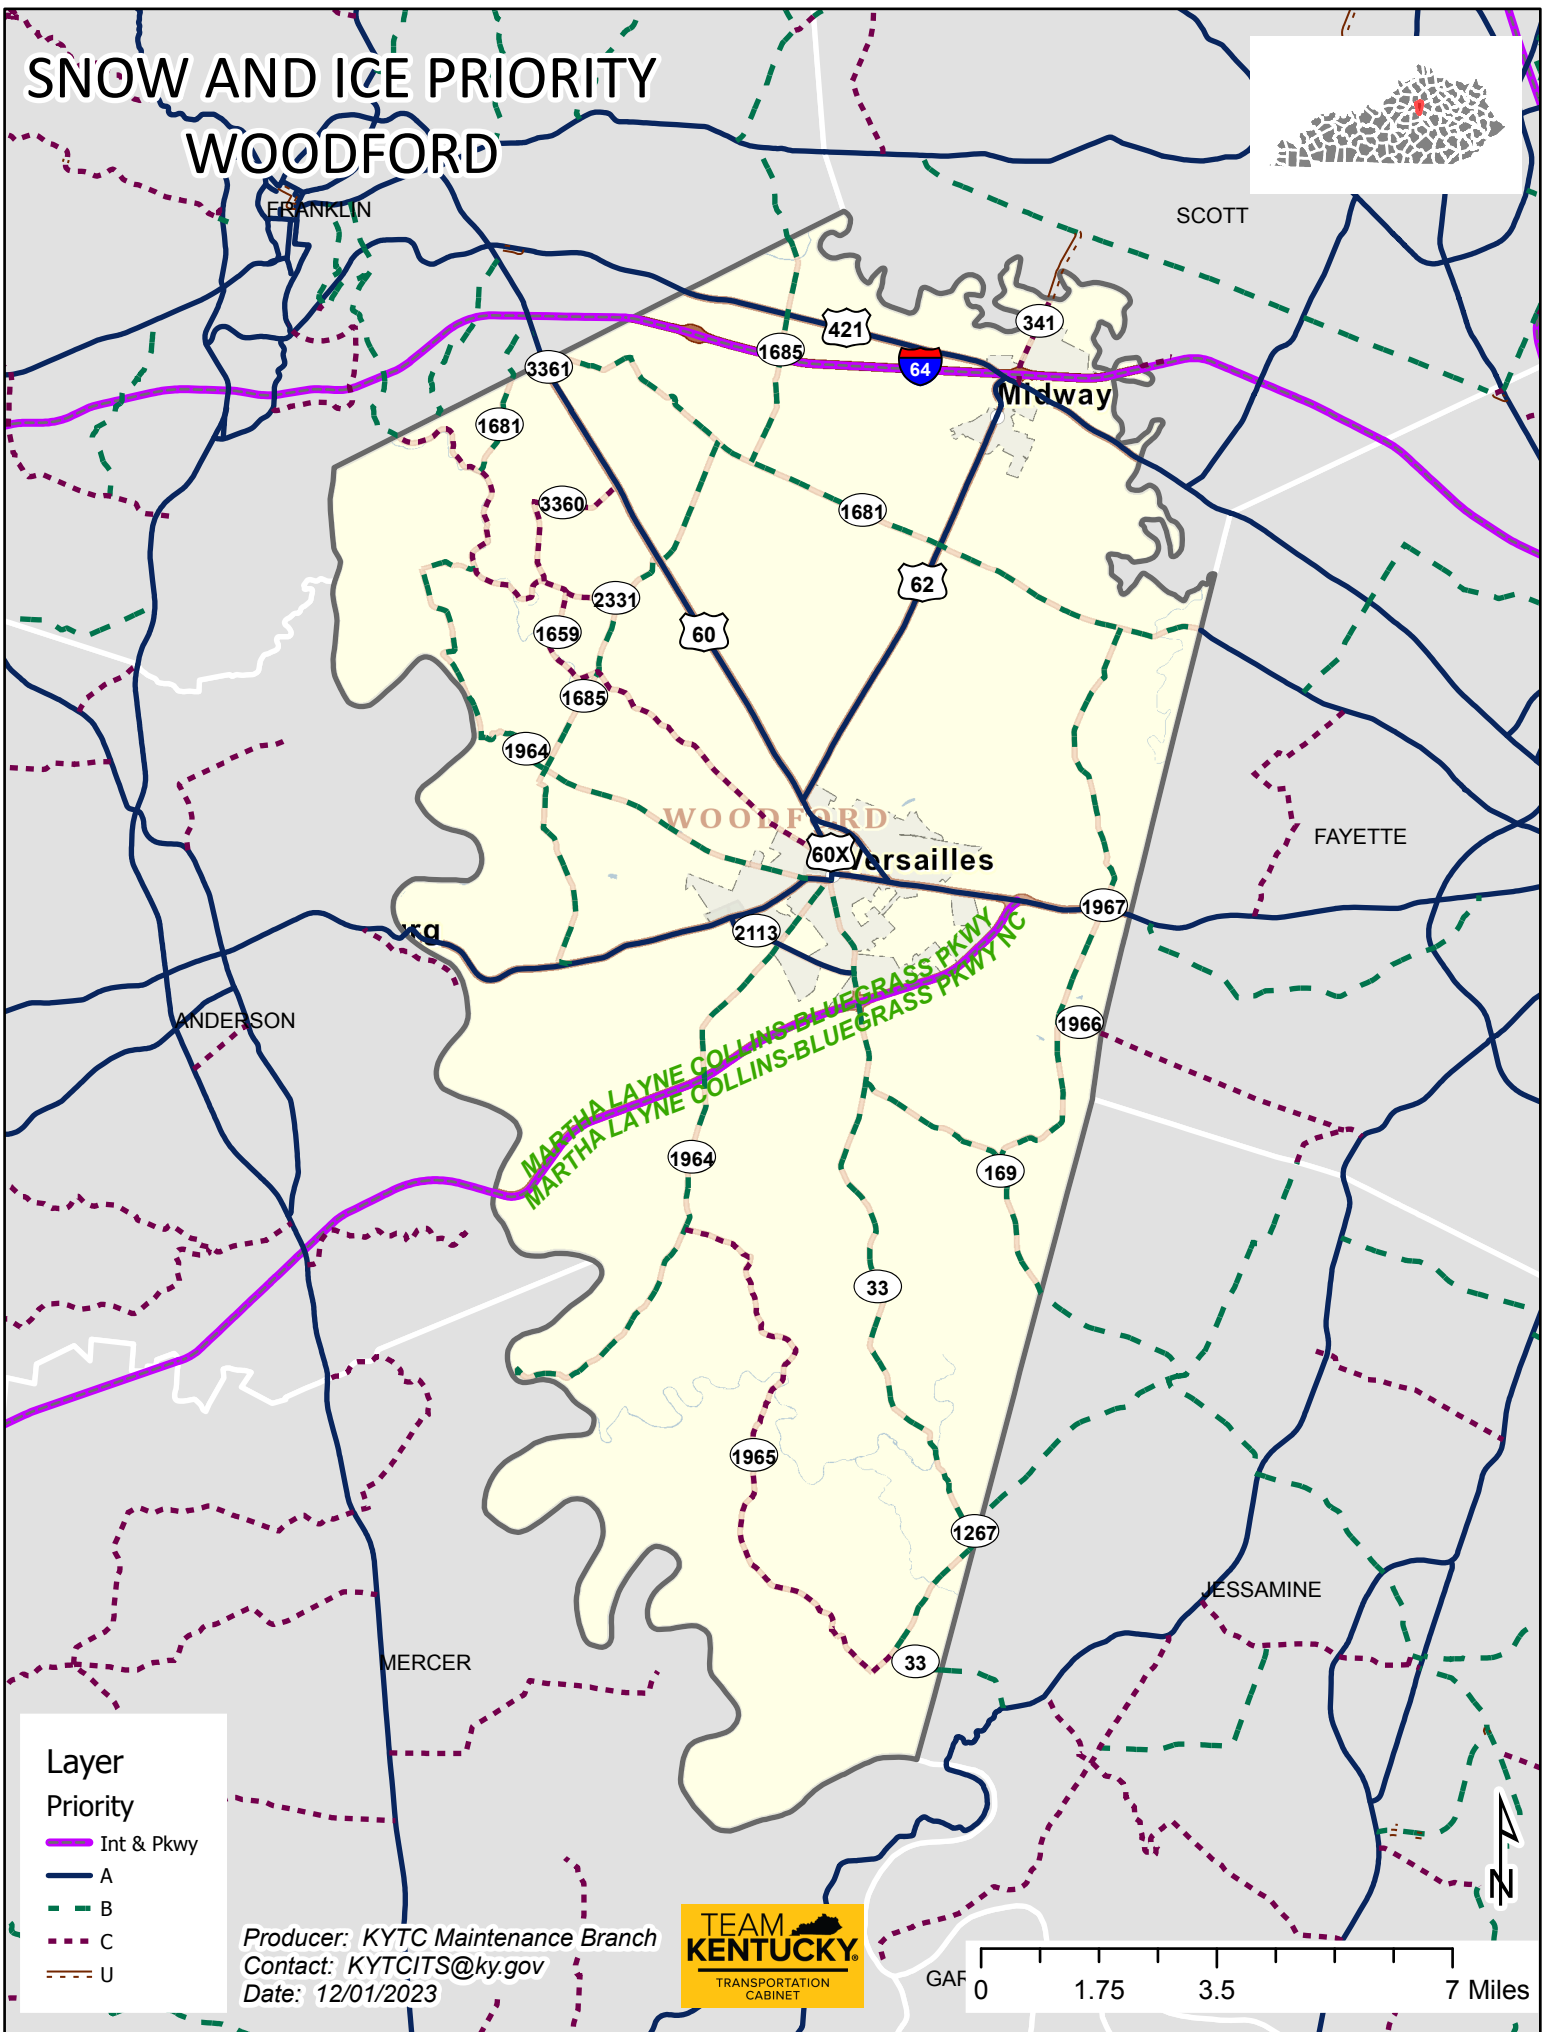 SNOW AND ICE PRIORITY
WOODFORD
FRANKLIN
SCOTT
341
421
1685
64
3361
Midway
1681
3360
1681
62
2331
1659
60
1685
1964
WOODFORD
FAYETTE
60X
Versailles
1967
urg
2113
MARTHA LAYNE COLLINS-BLUEGRASS PKWY
MARTHA LAYNE COLLINS-BLUEGRASS PKWY NC
ANDERSON
1966
1964
169
33
1965
1267
JESSAMINE
33
MERCER
Layer
Priority
Int & Pkwy
A
B
C
U
Producer: KYTC Maintenance Branch
Contact: KYTCITS@ky.gov
Date: 12/01/2023
TEAM
KENTUCKY®
TRANSPORTATION
CABINET
GAR
0 1.75 3.5 7 Miles
N